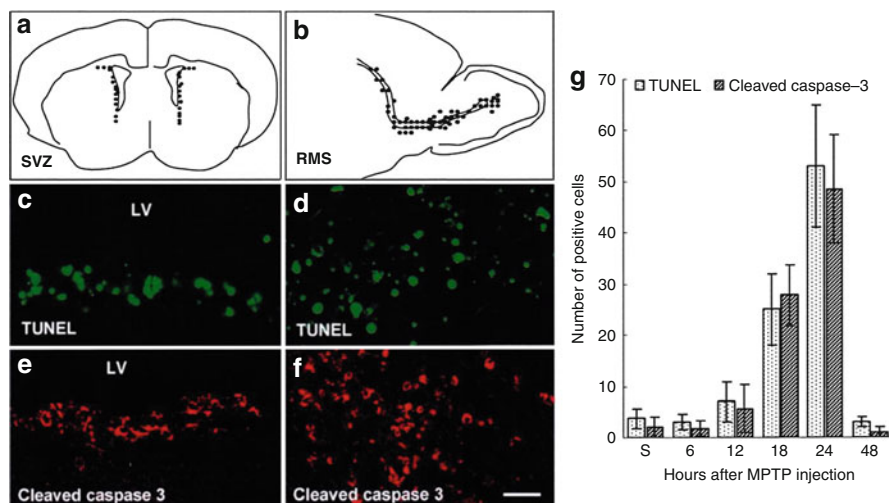 a
SVZ
b
RMS
c
LV
TUNEL
d
TUNEL
e
LV
Cleaved caspase 3
f
Cleaved caspase 3
g
TUNEL
Cleaved caspase–3
Number of positive cells
70
60
50
40
30
20
10
0
S 6 12 18 24 48
Hours after MPTP injection